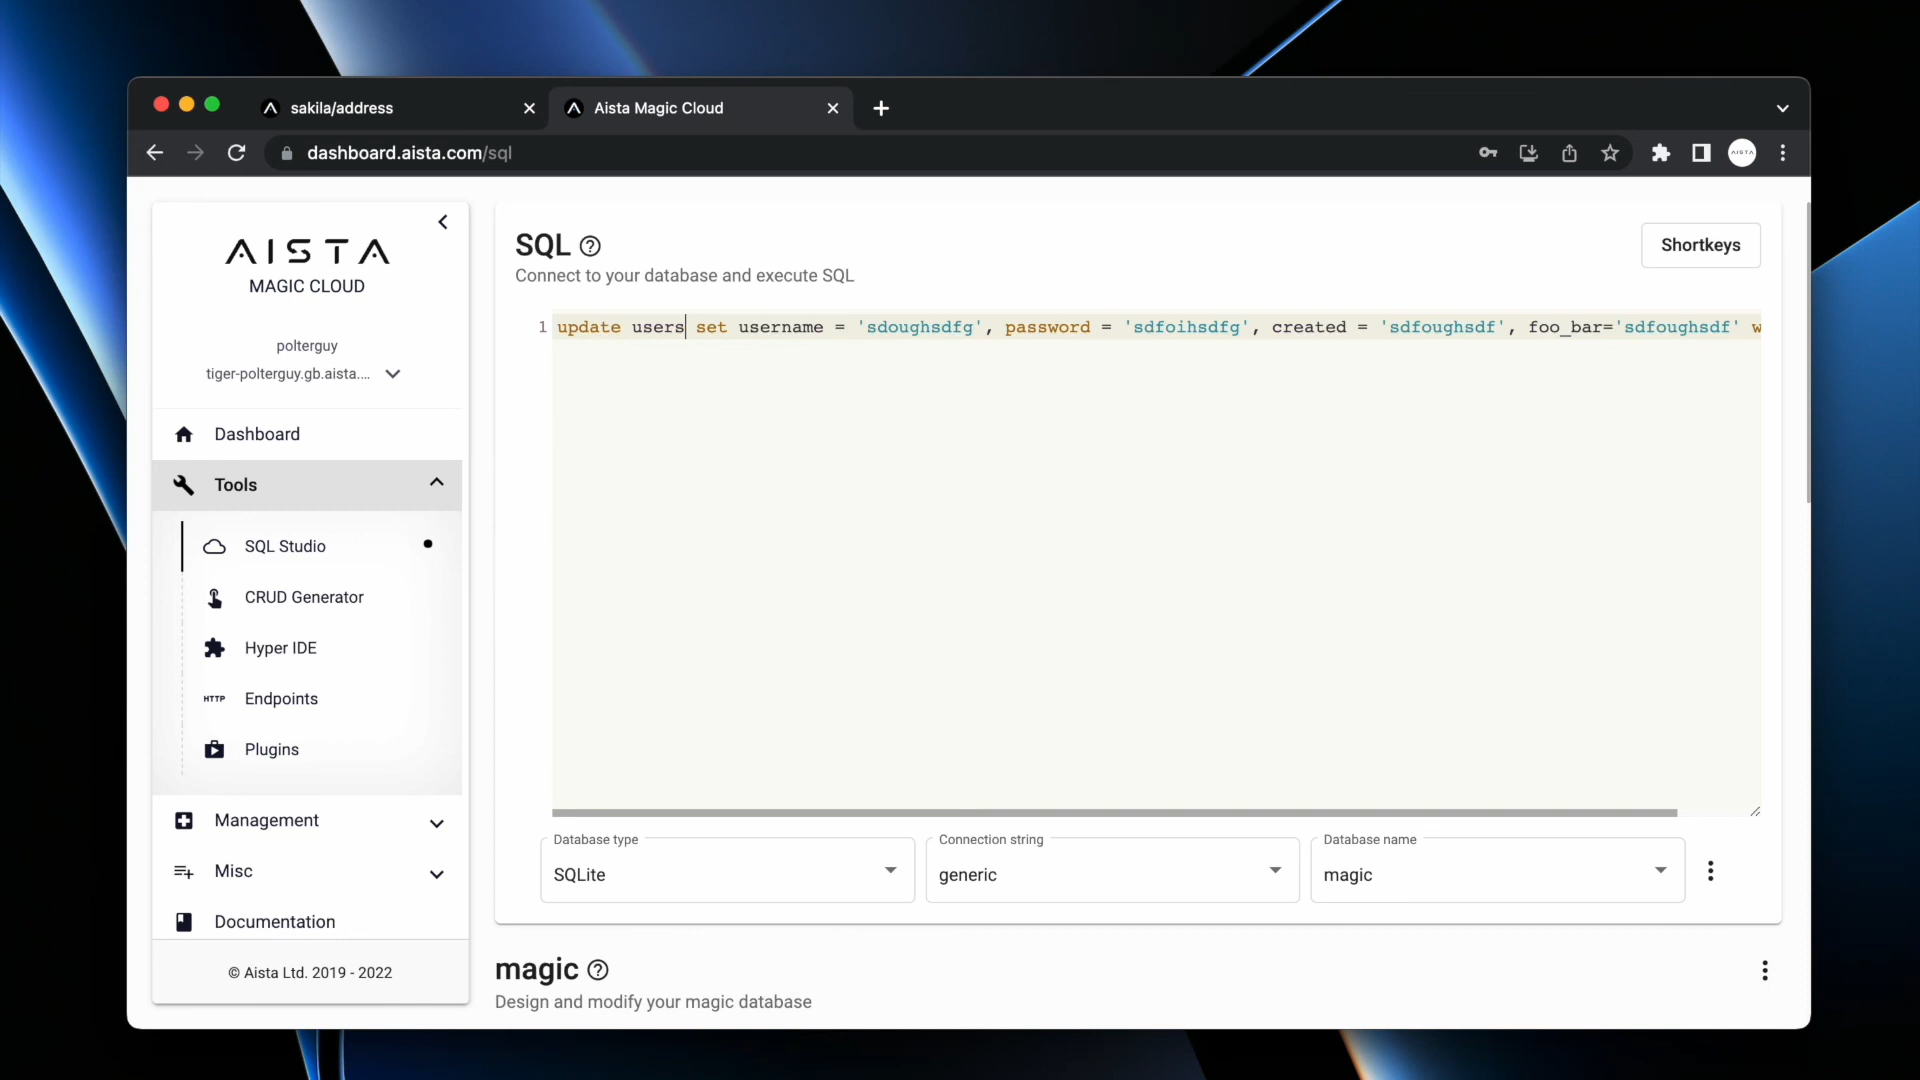 sakila/address
Aista Magic Cloud
dashboard.aista.com/sql
AISTA
AISTA
MAGIC CLOUD
polterguy
tiger-polterguy.gb.aista....
Dashboard
Tools
SQL Studio
CRUD Generator
Hyper IDE
HTTP Endpoints
Plugins
Management
Misc
Documentation
© Aista Ltd. 2019 - 2022
SQL
Shortkeys
Connect to your database and execute SQL
1 update users set username = 'sdoughsdfg', password = 'sdfoihsdfg', created = 'sdfoughsdf', foo_bar='sdfoughsdf' w
Database type
SQLite
Connection string
generic
Database name
magic
magic
Design and modify your magic database